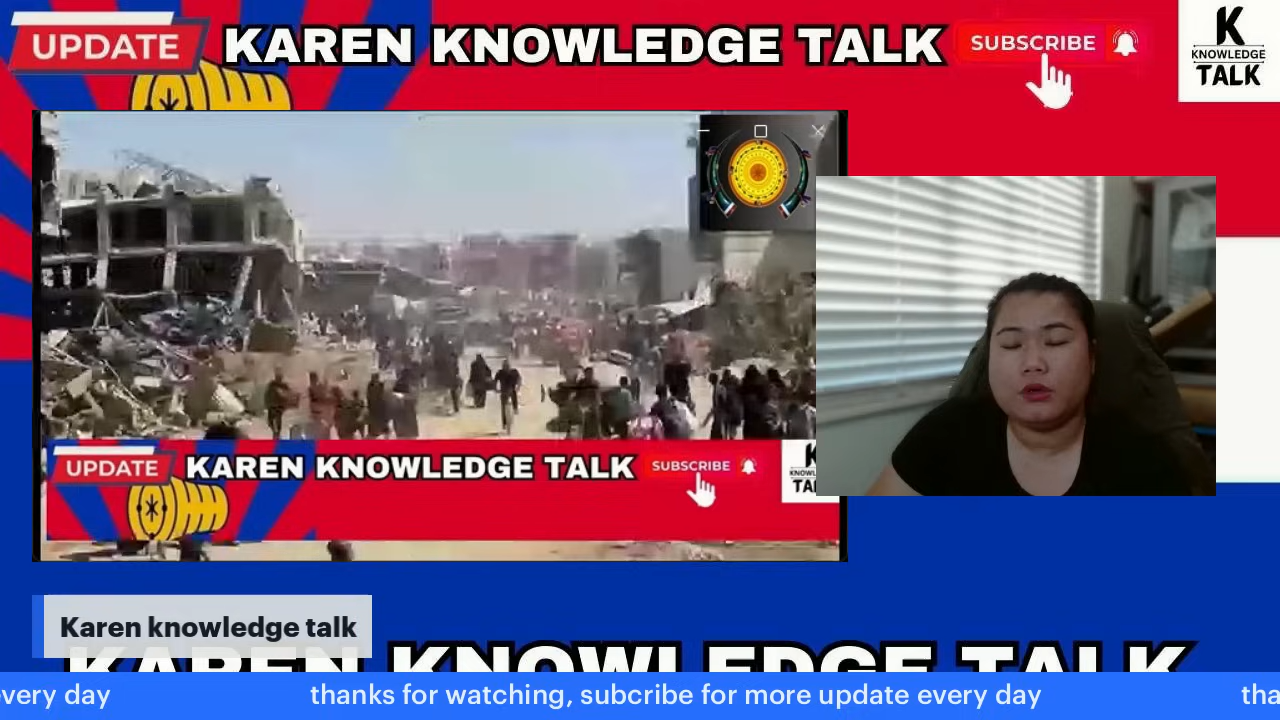 UPDATE
KAREN KNOWLEDGE TALK
SUBSCRIBE
K
KNOWLEDGE
TALK
UPDATE
KAREN KNOWLEDGE TALK
SUBSCRIBE
Karen knowledge talk
KAREN KNOWLEDGE TALK
very day
thanks for watching, subcribe for more update every day
tha